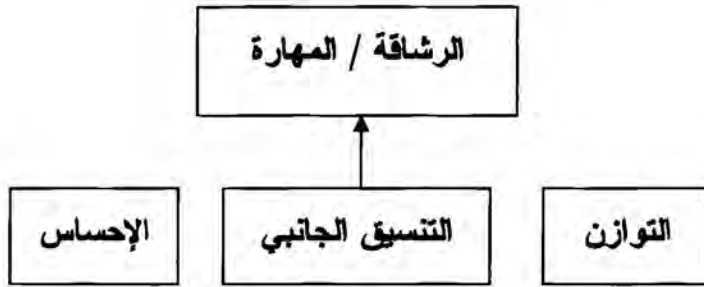 الرشاقة / المهارة
التوازن
التنسيق الجانبي
الإحساس